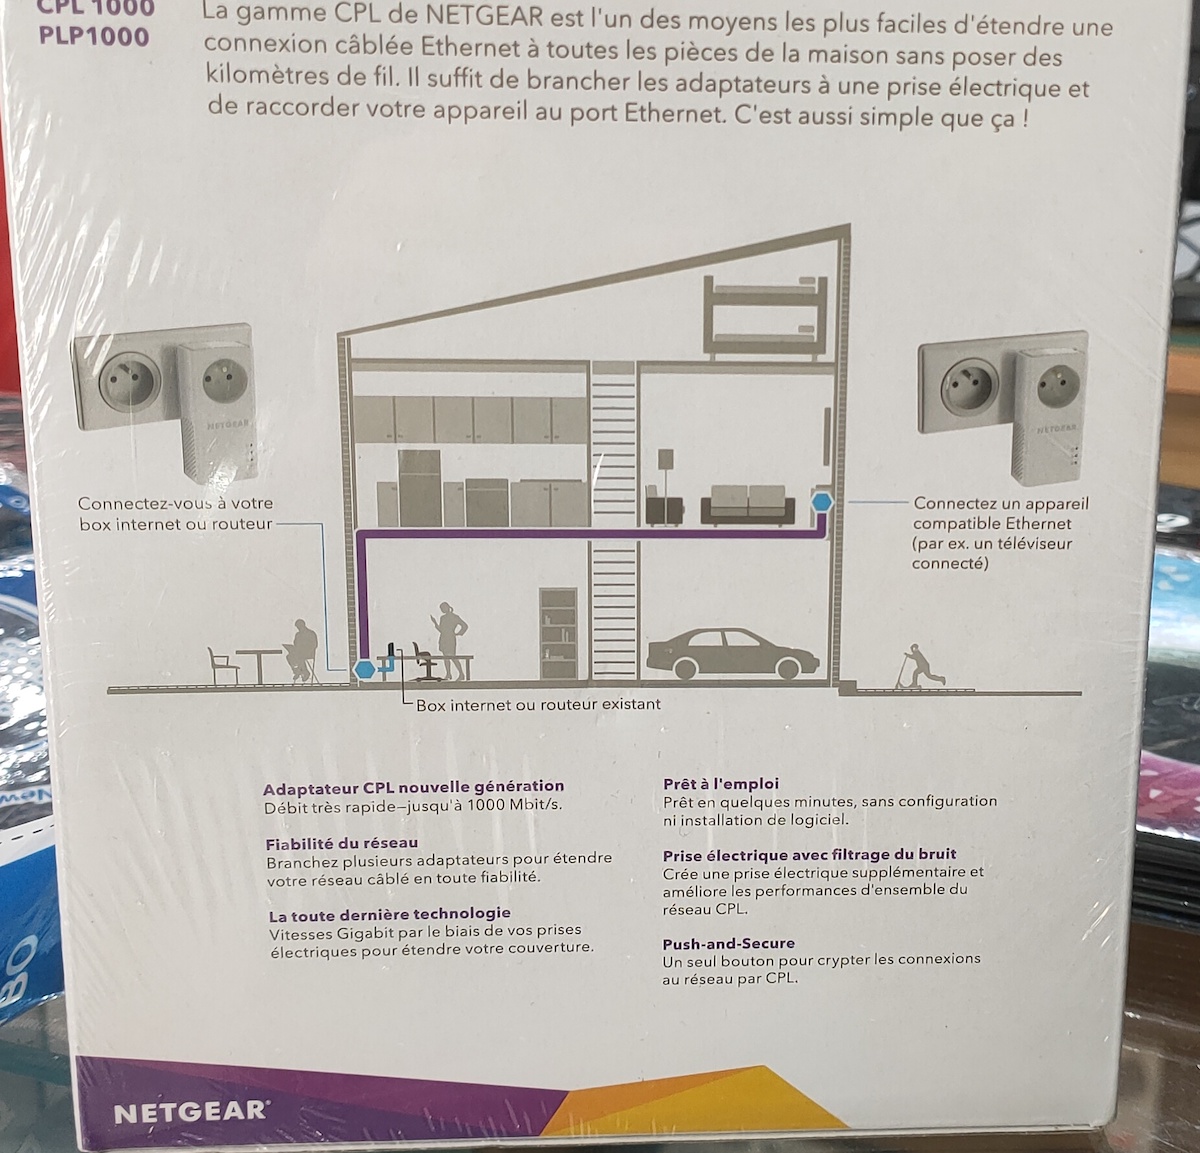 CPL 1000
PLP1000
La gamme CPL de NETGEAR est l'un des moyens les plus faciles d'étendre une
connexion câblée Ethernet à toutes les pièces de la maison sans poser des
kilomètres de fil. Il suffit de brancher les adaptateurs à une prise électrique et
de raccorder votre appareil au port Ethernet. C'est aussi simple que ça !
NETGEAR
NETGEAR
Connectez-vous à votre
box internet ou routeur
Connectez un appareil
compatible Ethernet
(par ex. un téléviseur
connecté)
Box internet ou routeur existant
Adaptateur CPL nouvelle génération
Débit très rapide—jusqu'à 1000 Mbit/s.
Fiabilité du réseau
Branchez plusieurs adaptateurs pour étendre
votre réseau câblé en toute fiabilité.
La toute dernière technologie
Vitesses Gigabit par le biais de vos prises
électriques pour étendre votre couverture.
Prêt à l'emploi
Prêt en quelques minutes, sans configuration
ni installation de logiciel.
Prise électrique avec filtrage du bruit
Crée une prise électrique supplémentaire et
améliore les performances d'ensemble du
réseau CPL.
Push-and-Secure
Un seul bouton pour crypter les connexions
au réseau par CPL.
NETGEAR®